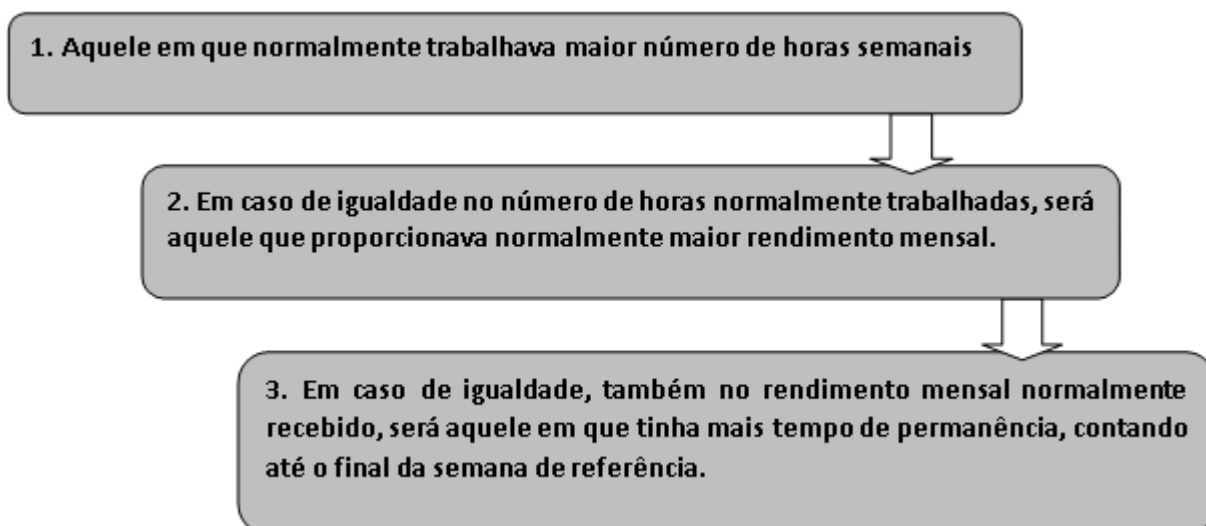 1. Aquele em que normalmente trabalhava maior número de horas semanais
2. Em caso de igualdade no número de horas normalmente trabalhadas, será
aquele que proporcionava normalmente maior rendimento mensal.
3. Em caso de igualdade, também no rendimento mensal normalmente
recebido, será aquele em que tinha mais tempo de permanência, contando
até o final da semana de referência.